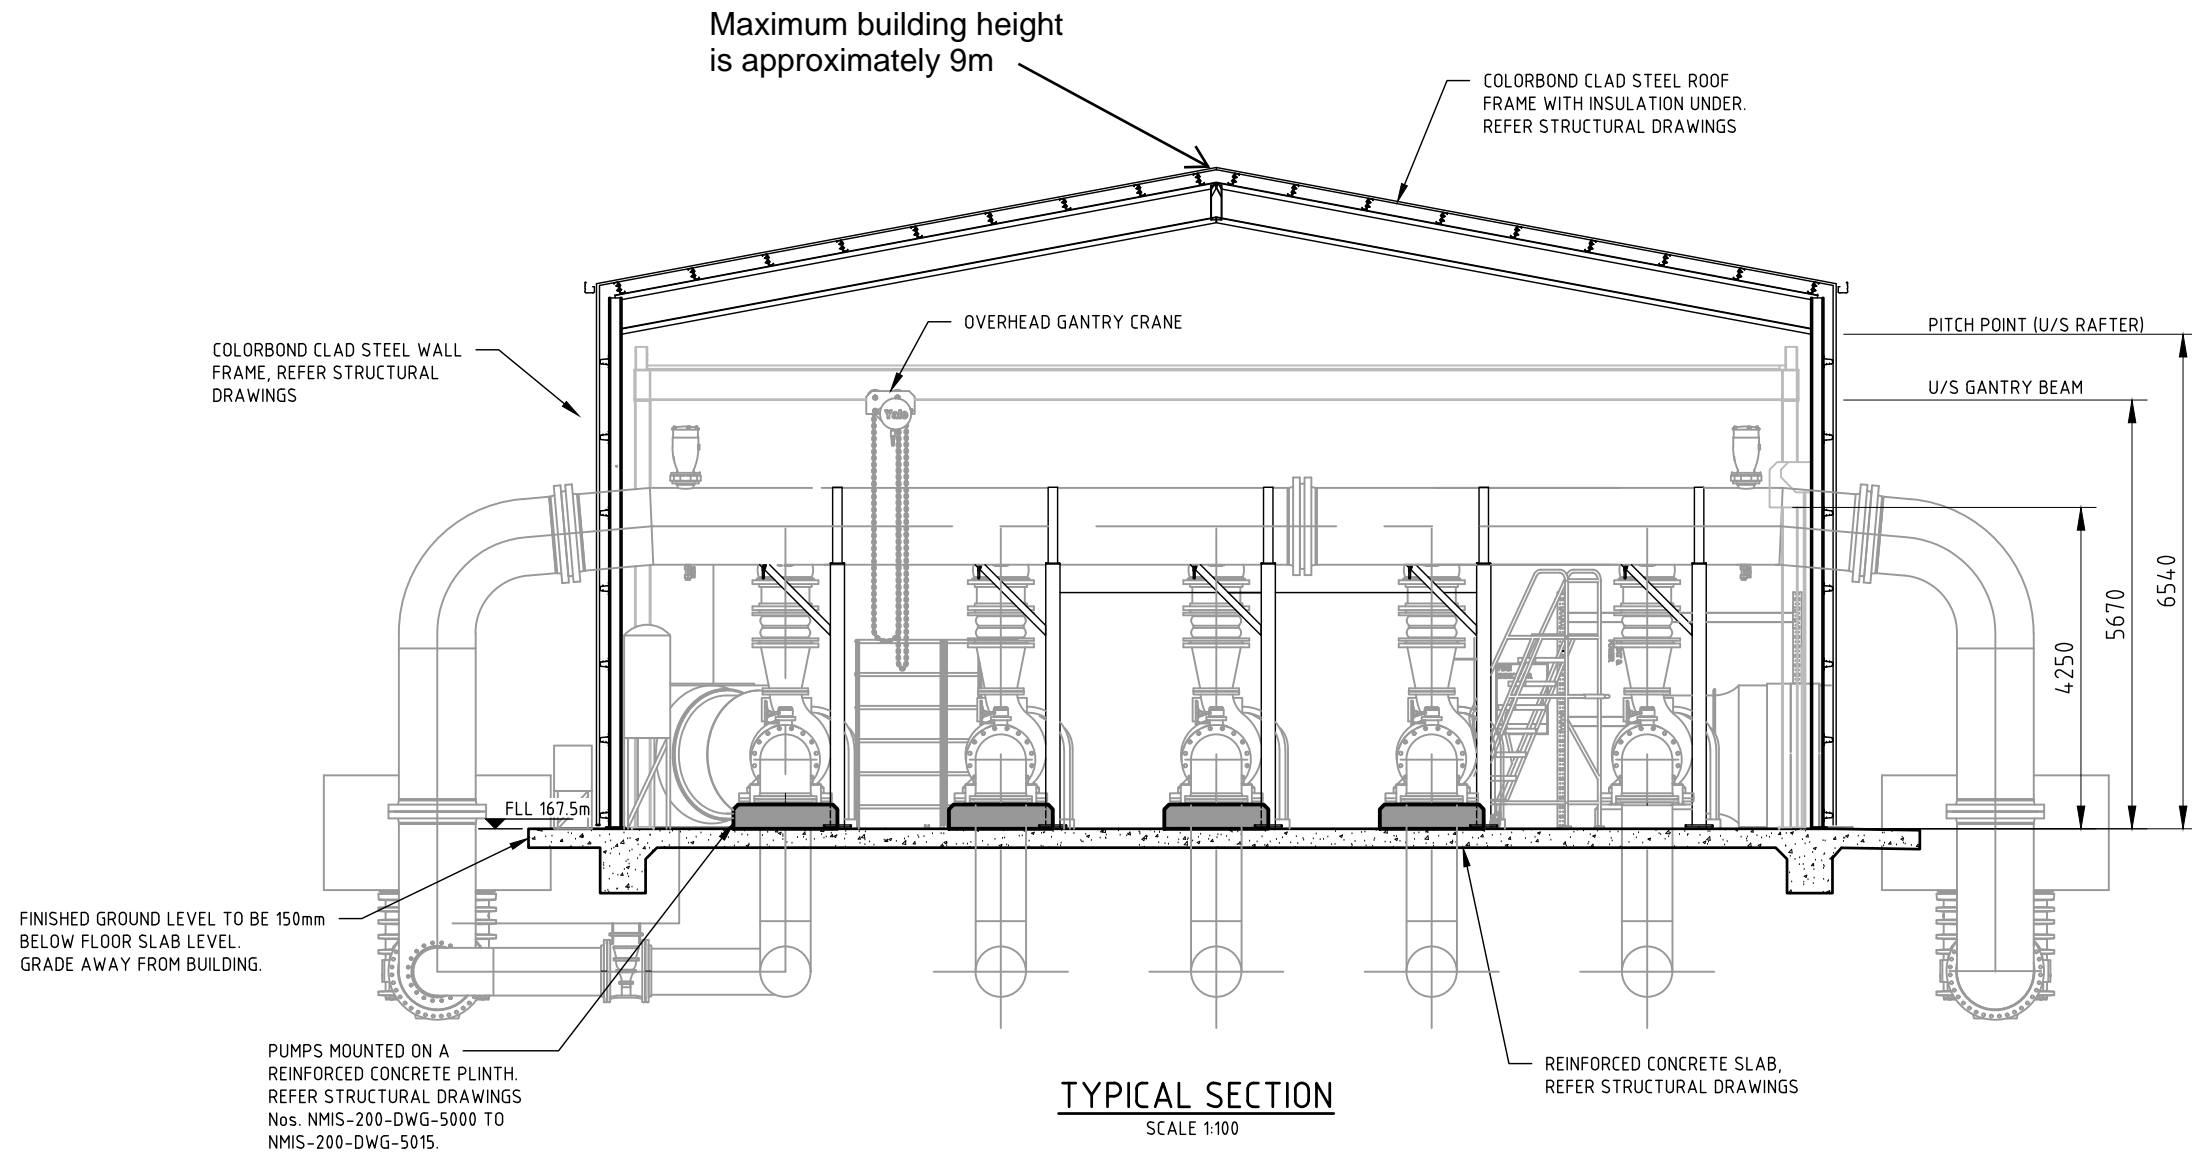 Maximum building height
is approximately 9m
COLORBOND CLAD STEEL ROOF
FRAME WITH INSULATION UNDER.
REFER STRUCTURAL DRAWINGS
OVERHEAD GANTRY CRANE
PITCH POINT (U/S RAFTER)
COLORBOND CLAD STEEL WALL
FRAME, REFER STRUCTURAL
DRAWINGS
U/S GANTRY BEAM
Yale
6540
5670
4250
FLL 167.5m
FINISHED GROUND LEVEL TO BE 150mm
BELOW FLOOR SLAB LEVEL.
GRADE AWAY FROM BUILDING.
PUMPS MOUNTED ON A
REINFORCED CONCRETE PLINTH.
REFER STRUCTURAL DRAWINGS
Nos. NMIS-200-DWG-5000 TO
NMIS-200-DWG-5015.
REINFORCED CONCRETE SLAB,
REFER STRUCTURAL DRAWINGS
TYPICAL SECTION
SCALE 1:100